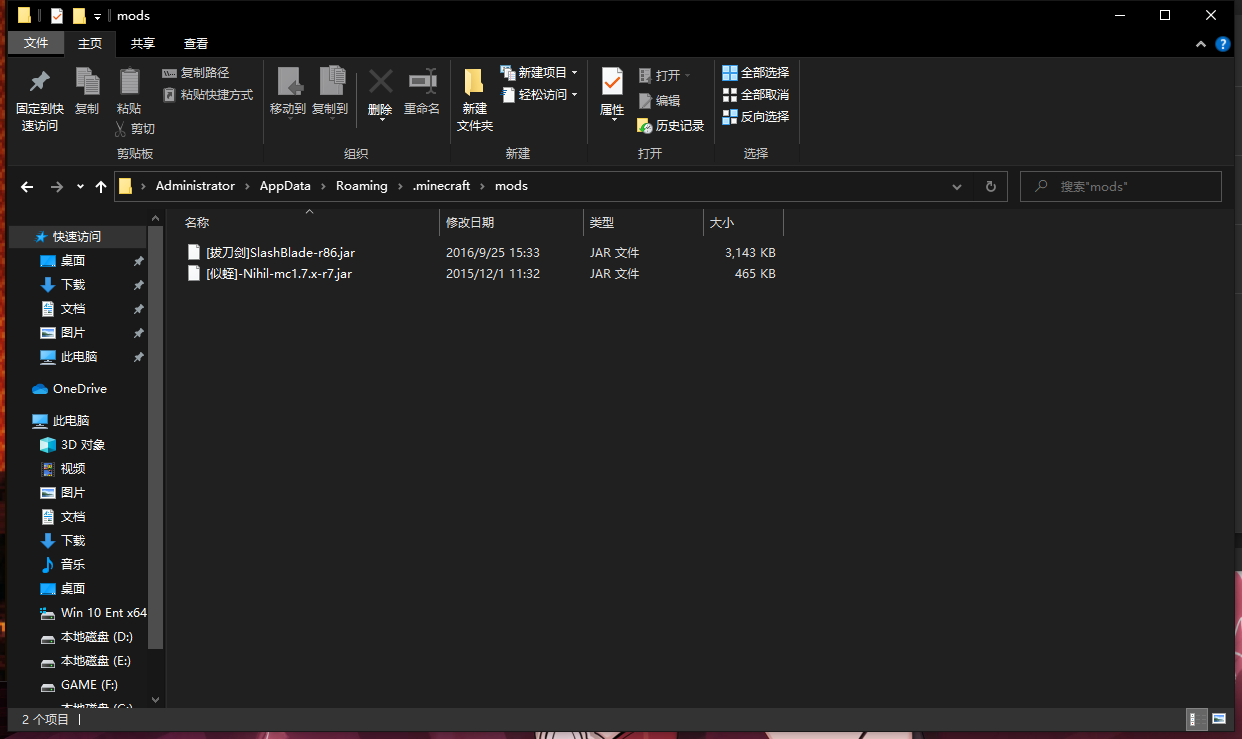 mods
文件 主页 共享 查看
固定到快速访问
复制
粘贴
复制路径
粘贴快捷方式
剪切
剪贴板
移动到
复制到
删除
重命名
组织
新建
文件夹
新建项目
轻松访问
新建
属性
打开
编辑
历史记录
打开
全部选择
全部取消
反向选择
选择
Administrator › AppData › Roaming › .minecraft › mods
搜索"mods"
名称 修改日期 类型 大小
[拔刀剑]SlashBlade-r86.jar 2016/9/25 15:33 JAR 文件 3,143 KB
[似蛭]-Nihil-mc1.7.x-r7.jar 2015/12/1 11:32 JAR 文件 465 KB
快速访问
桌面
下载
文档
图片
此电脑
OneDrive
此电脑
3D 对象
视频
图片
文档
下载
音乐
桌面
Win 10 Ent x64
本地磁盘 (D:)
本地磁盘 (E:)
GAME (F:)
本地磁盘 (G:)
2 个项目